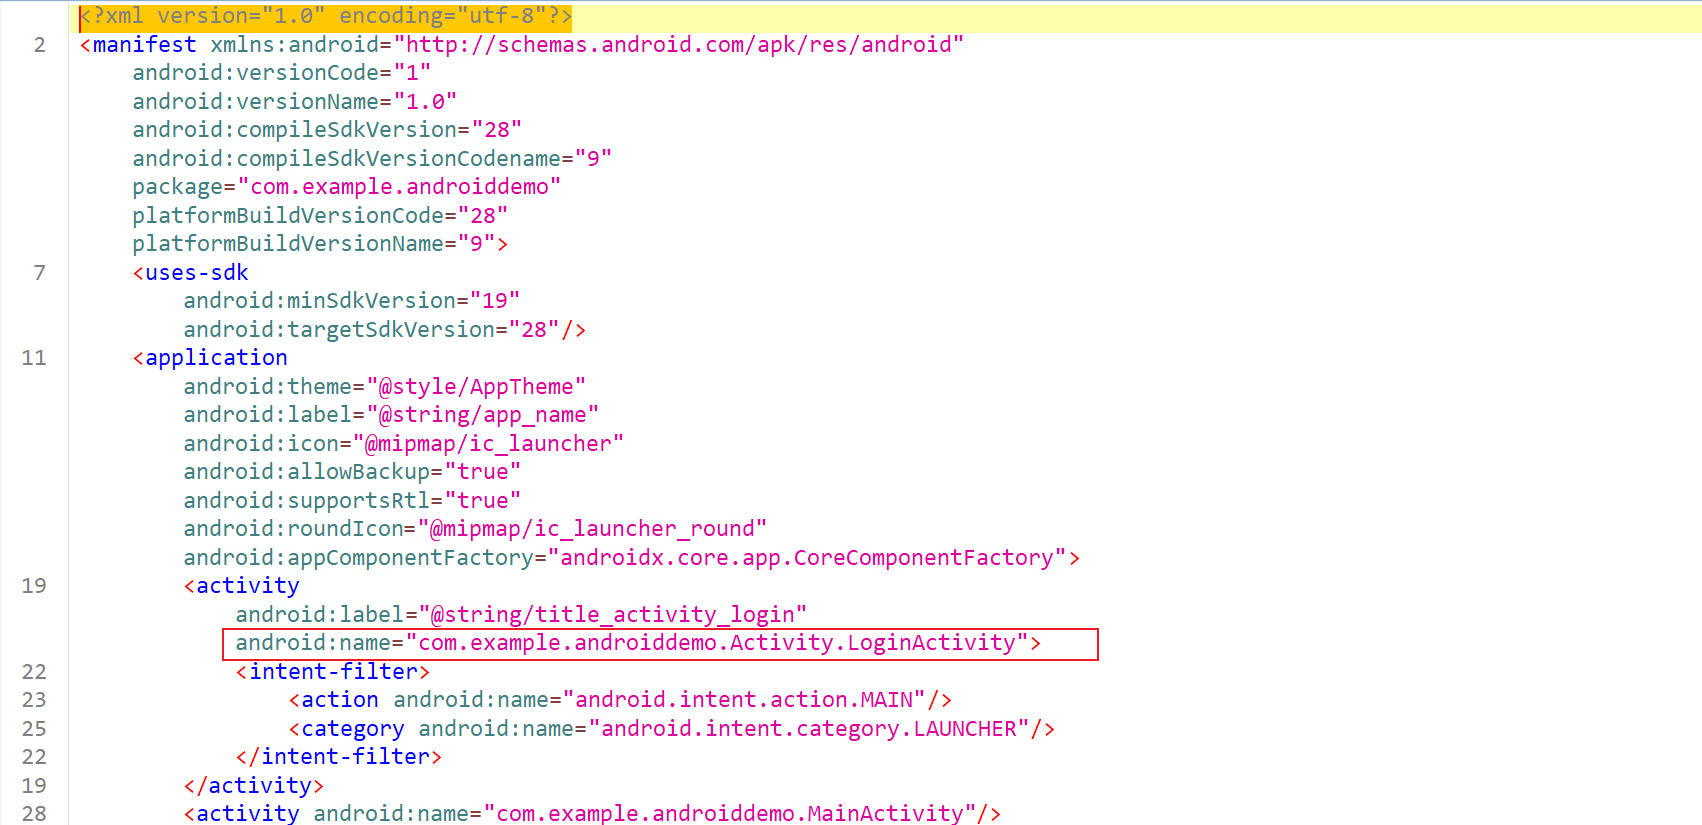 <?xml version="1.0" encoding="utf-8"?>
2 <manifest xmlns:android="http://schemas.android.com/apk/res/android"
android:versionCode="1"
android:versionName="1.0"
android:compileSdkVersion="28"
android:compileSdkVersionCodename="9"
package="com.example.androiddemo"
platformBuildVersionCode="28"
platformBuildVersionName="9">
7 <uses-sdk
android:minSdkVersion="19"
android:targetSdkVersion="28"/>
11 <application
android:theme="@style/AppTheme"
android:label="@string/app_name"
android:icon="@mipmap/ic_launcher"
android:allowBackup="true"
android:supportsRtl="true"
android:roundIcon="@mipmap/ic_launcher_round"
android:appComponentFactory="androidx.core.app.CoreComponentFactory">
19 <activity
android:label="@string/title_activity_login"
android:name="com.example.androiddemo.Activity.LoginActivity">
22 <intent-filter>
23 <action android:name="android.intent.action.MAIN"/>
25 <category android:name="android.intent.category.LAUNCHER"/>
22 </intent-filter>
19 </activity>
28 <activity android:name="com.example.androiddemo.MainActivity"/>